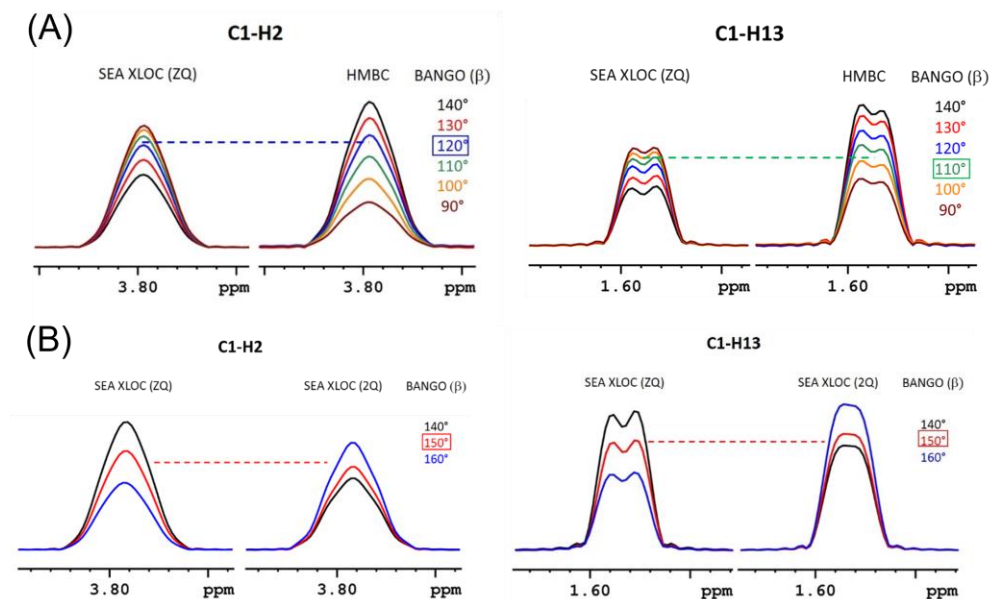 (A)
C1-H2
SEA XLOC (ZQ) HMBC BANGO (β)
140°
130°
120°
110°
100°
90°
3.80 ppm 3.80 ppm
C1-H13
SEA XLOC (ZQ) HMBC BANGO (β)
140°
130°
120°
110°
100°
90°
1.60 ppm 1.60 ppm
(B)
C1-H2
SEA XLOC (ZQ) SEA XLOC (2Q) BANGO (β)
140°
150°
160°
3.80 ppm 3.80 ppm
C1-H13
SEA XLOC (ZQ) SEA XLOC (2Q) BANGO (β)
140°
150°
160°
1.60 ppm 1.60 ppm